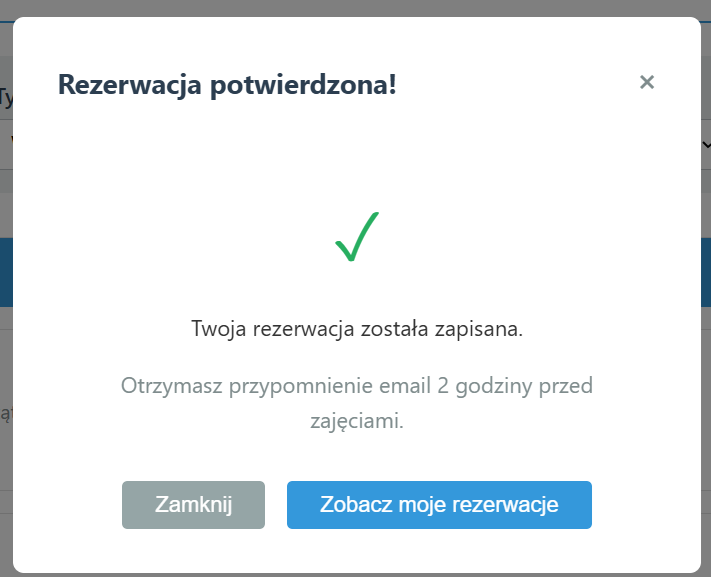 Rezerwacja potwierdzona!
×
Twoja rezerwacja została zapisana.
Otrzymasz przypomnienie email 2 godziny przed
zajęciami.
Zamknij
Zobacz moje rezerwacje